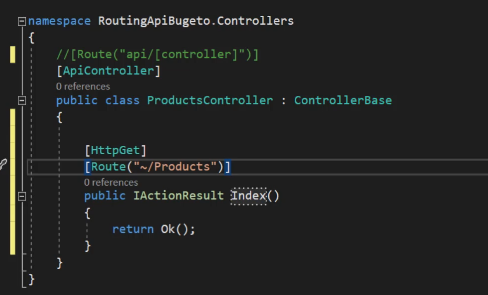 namespace RoutingApiBugeto.Controllers
{
//[Route("api/[controller]")]
[ApiController]
0 references
public class ProductsController : ControllerBase
{
[HttpGet]
[Route("~/Products")]
0 references
public IActionResult Index()
{
return Ok();
}
}
}